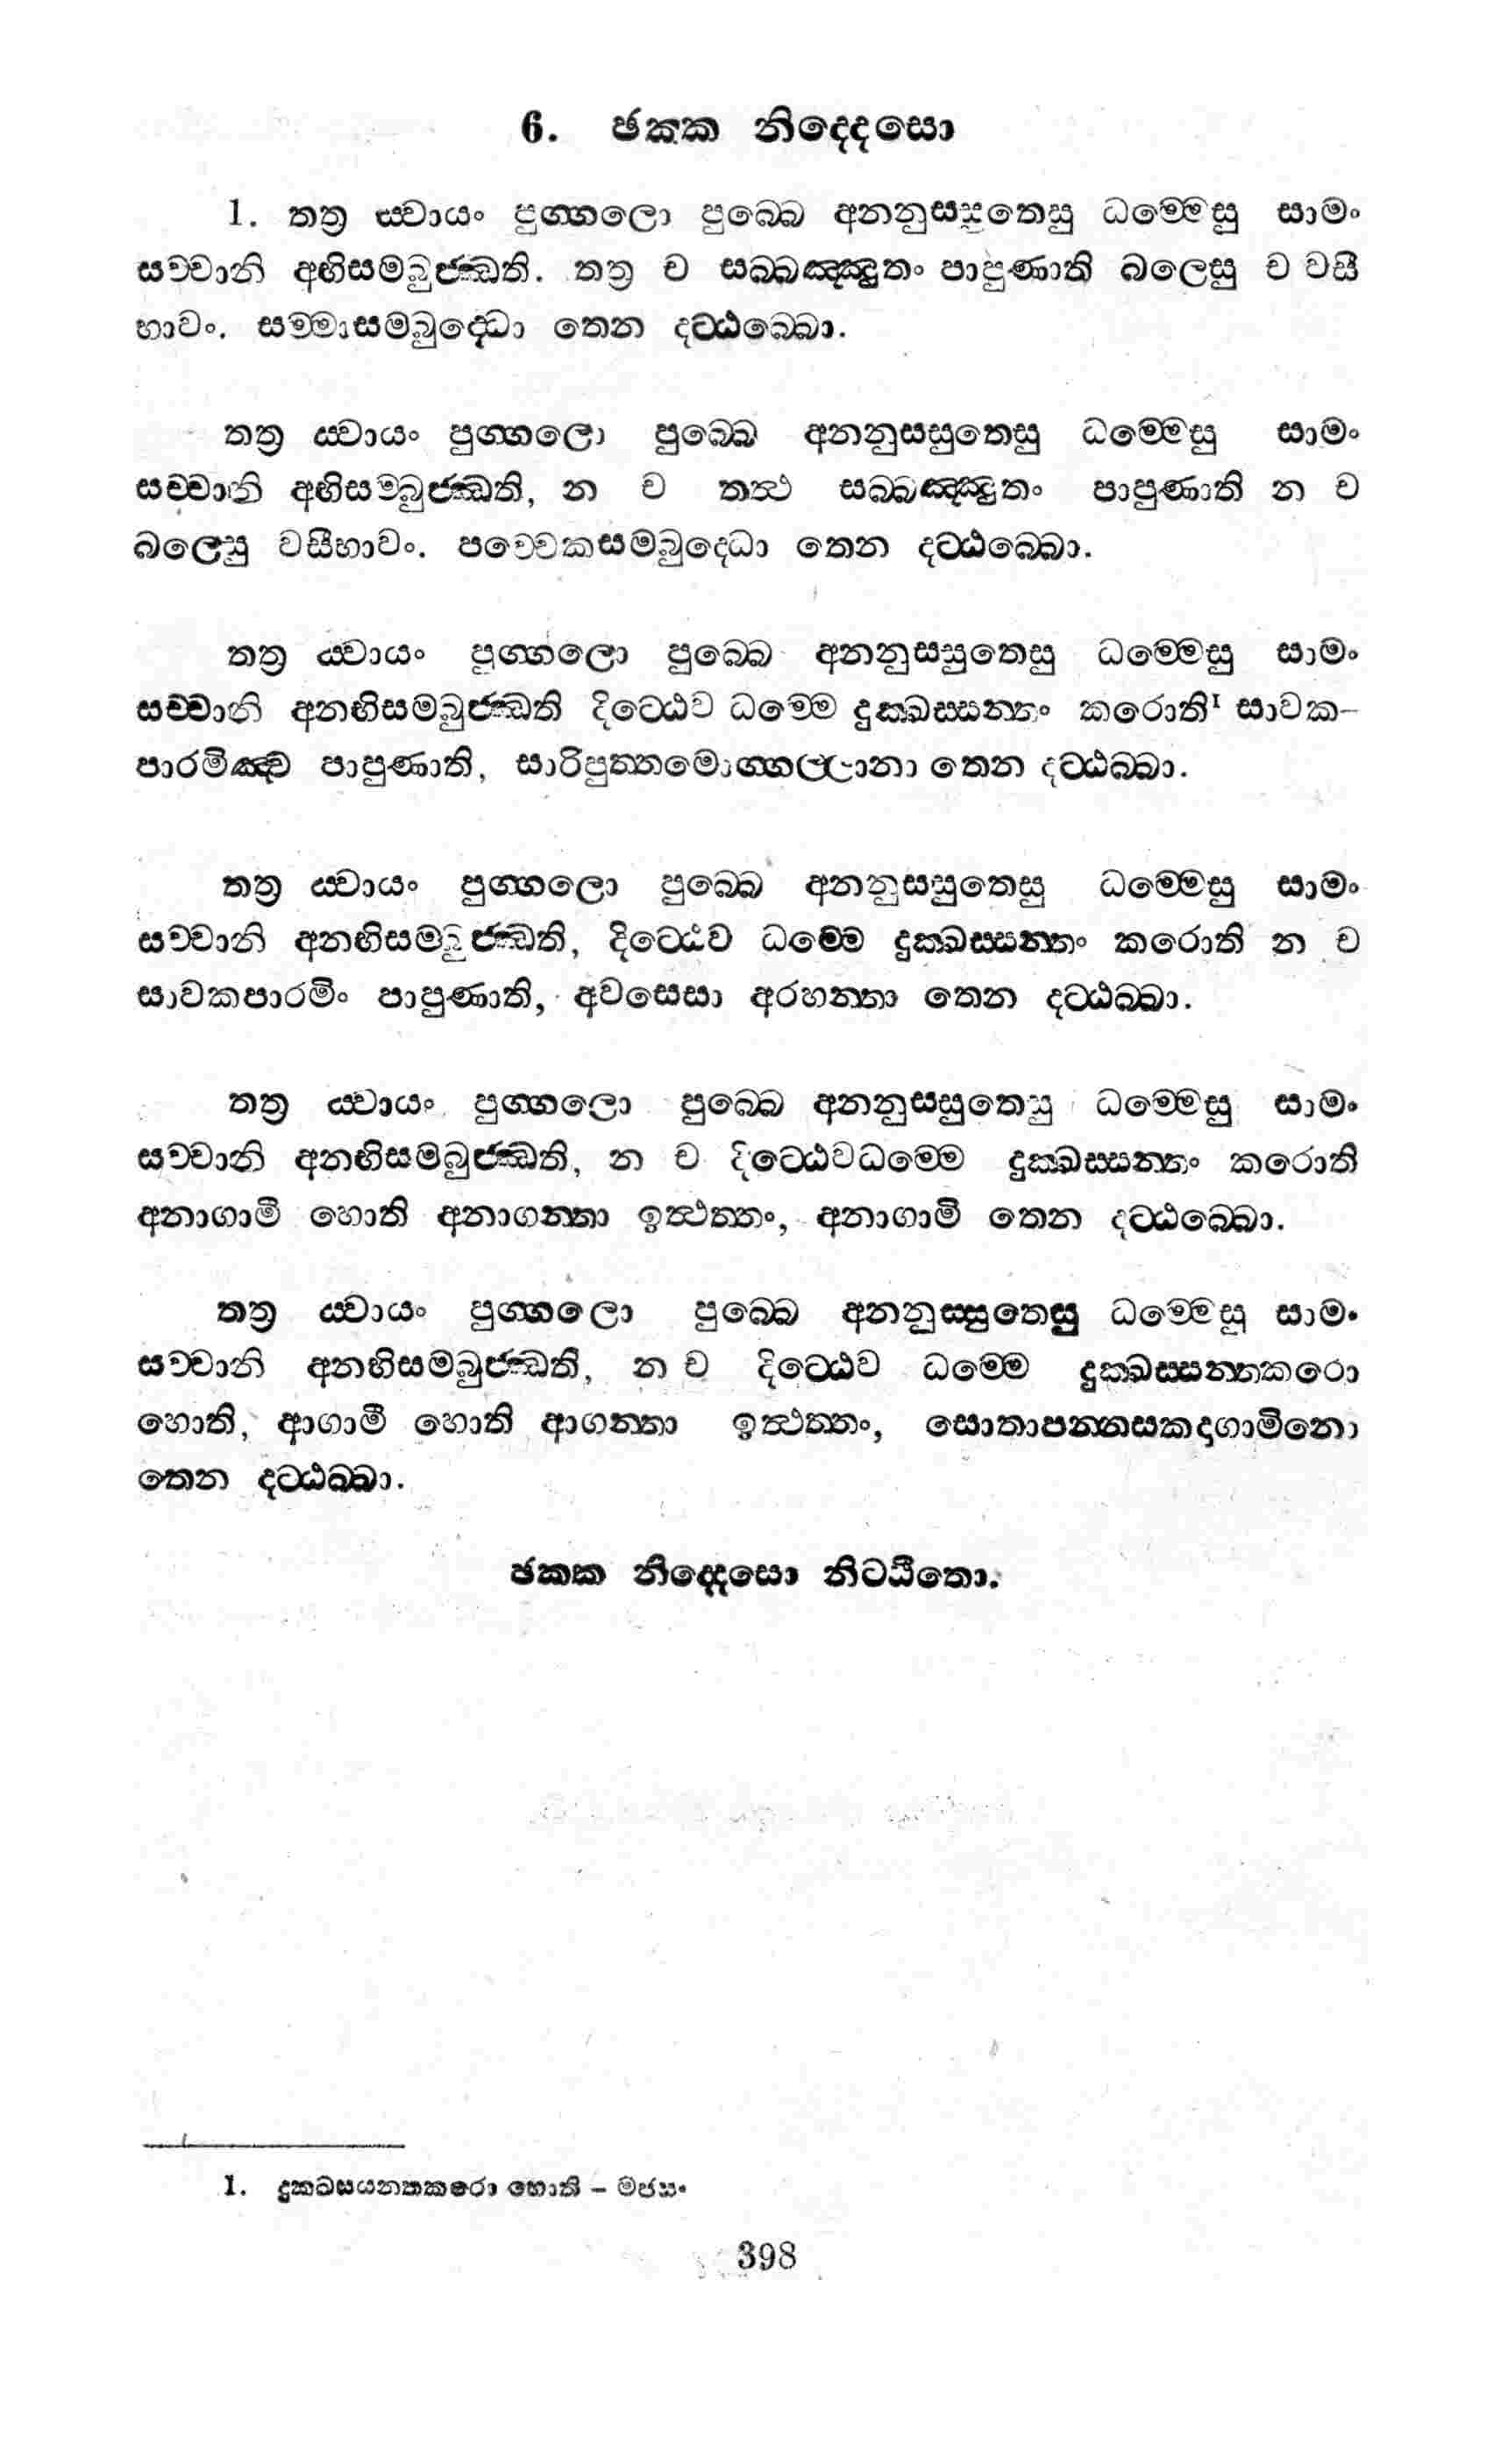 6. ඡක්ක නිද්දෙසො
1. තත්‍ර ය්වායං පුග්ගලො පුබ්බෙ අනනුස්සුතෙසු ධම්මෙසු සාමං
සච්චානි අභිසම්බුජ්ඣති. තත්‍ර ච සබ්බඤ්ඤුතං පාපුණාති බලෙසු ච වසී
භාවං. සම්මාසම්බුද්ධො තෙන දට්ඨබ්බො.
තත්‍ර ය්වායං පුග්ගලො පුබ්බෙ අනනුස්සුතෙසු ධම්මෙසු සාමං
සච්චානි අභිසම්බුජ්ඣති, න ච තත්ථ සබ්බඤ්ඤුතං පාපුණාති න ච
බලෙසු වසීභාවං. පච්චෙකසම්බුද්ධො තෙන දට්ඨබ්බො.
තත්‍ර ය්වායං පුග්ගලො පුබ්බෙ අනනුස්සුතෙසු ධම්මෙසු සාමං
සච්චානි අනභිසම්බුජ්ඣති දිට්ඨෙව ධම්මෙ දුක්ඛස්සන්තං කරොති1 සාවක-
පාරමිඤ්ච පාපුණාති, සාරිපුත්තමොග්ගල්ලානා තෙන දට්ඨබ්බා.
තත්‍ර ය්වායං පුග්ගලො පුබ්බෙ අනනුස්සුතෙසු ධම්මෙසු සාමං
සච්චානි අනභිසම්බුජ්ඣති, දිට්ඨෙව ධම්මෙ දුක්ඛස්සන්තං කරොති න ච
සාවකපාරමිං පාපුණාති, අවසෙසා අරහන්තා තෙන දට්ඨබ්බා.
තත්‍ර ය්වායං පුග්ගලො පුබ්බෙ අනනුස්සුතෙසු ධම්මෙසු සාමං
සච්චානි අනභිසම්බුජ්ඣති, න ච දිට්ඨෙවධම්මෙ දුක්ඛස්සන්තං කරොති
අනාගාමී හොති අනාගන්තා ඉත්ථත්තං, අනාගාමි තෙන දට්ඨබ්බො.
තත්‍ර ය්වායං පුග්ගලො පුබ්බෙ අනනුස්සුතෙසු ධම්මෙසු සාමං
සච්චානි අනභිසම්බුජ්ඣති, න ච දිට්ඨෙව ධම්මෙ දුක්ඛස්සන්තකරො
හොති, ආගාමී හොති ආගන්තා ඉත්ථත්තං, සොතාපන්නසකදාගාමිනො
තෙන දට්ඨබ්බා.
ඡක්ක නිද්දෙසො නිට්ඨීතො.
1. දුක්ඛස්සන්තකරො හොති – මජසං
398